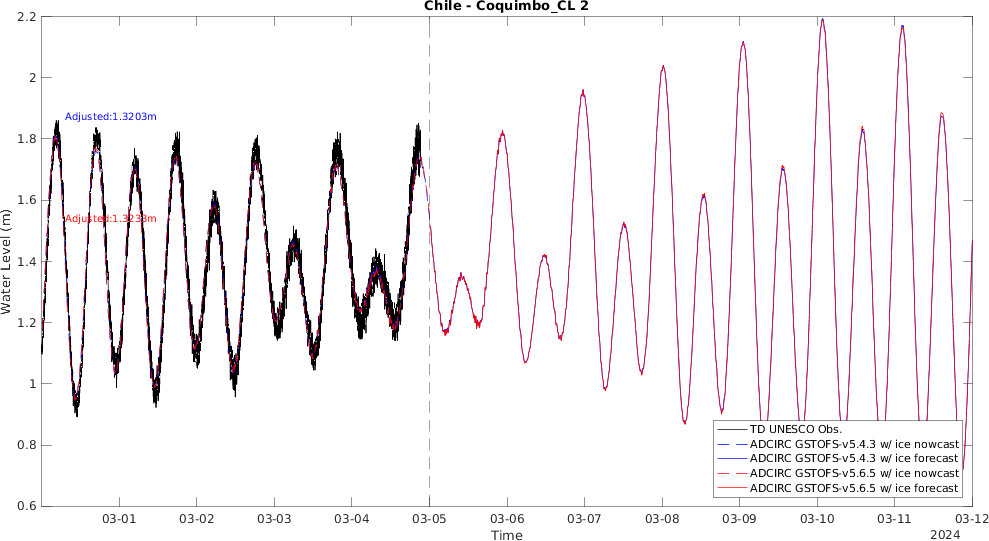 Chile - Coquimbo_CL 2
2.2
2
1.8
1.6
1.4
1.2
1
0.8
0.6
Water Level (m)
Adjusted:1.3203m
Adjusted:1.3233m
TD UNESCO Obs.
ADCIRC GSTOFS-v5.4.3 w/ ice nowcast
ADCIRC GSTOFS-v5.4.3 w/ ice forecast
ADCIRC GSTOFS-v5.6.5 w/ ice nowcast
ADCIRC GSTOFS-v5.6.5 w/ ice forecast
03-01 03-02 03-03 03-04 03-05 03-06 03-07 03-08 03-09 03-10 03-11 03-12
Time
2024